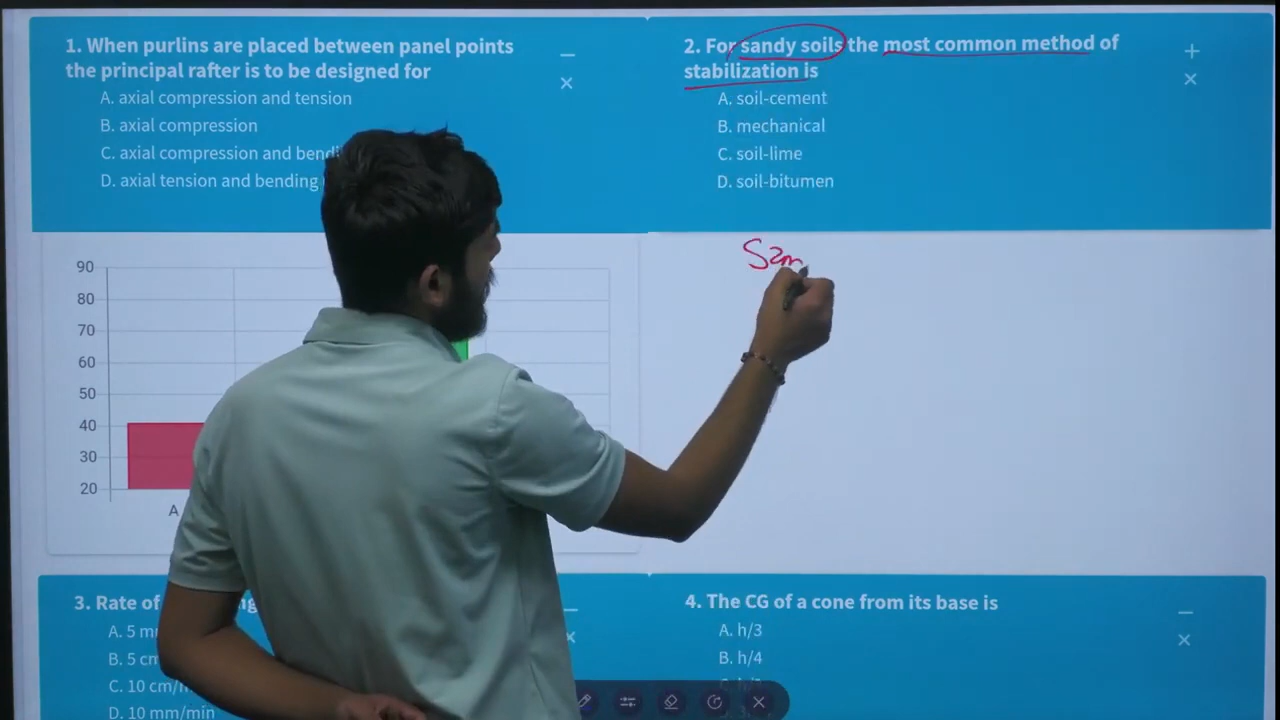 1. When purlins are placed between panel points
the principal rafter is to be designed for
A. axial compression and tension
B. axial compression
C. axial compression and
D. axial tension and bending
2. For sandy soils the most common method of
stabilization is
A. soil-cement
B. mechanical
C. soil-lime
D. soil-bitumen
90
80
70
60
50
40
30
20
A
3. Rate of
A. 5
B. 5
C. 10
D. 10 mm/min
4. The CG of a cone from its base is
A. h/3
B. h/4